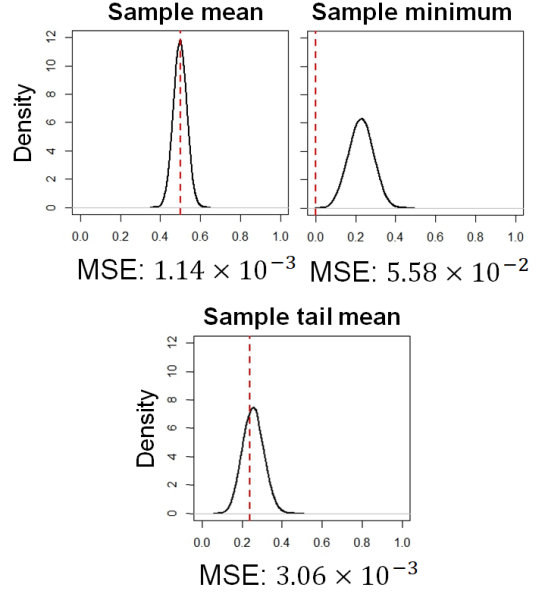 Sample mean
Sample minimum
Density
12
10
8
6
4
2
0
0.0 0.2 0.4 0.6 0.8 1.0
0.0 0.2 0.4 0.6 0.8 1.0
MSE: 1.14 × 10⁻³
MSE: 5.58 × 10⁻²
Sample tail mean
Density
12
10
8
6
4
2
0
0.0 0.2 0.4 0.6 0.8 1.0
MSE: 3.06 × 10⁻³